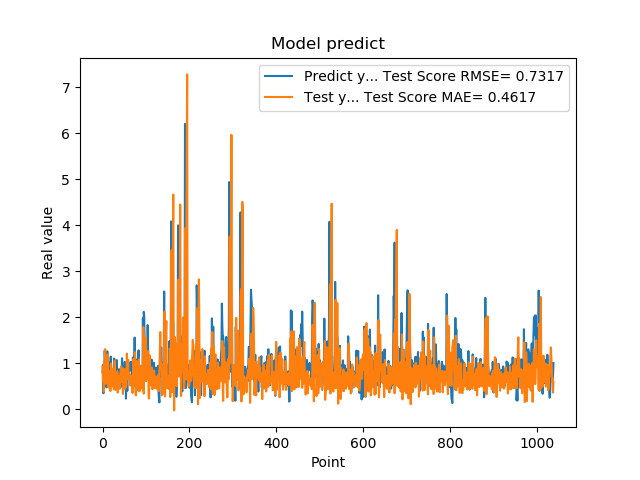 Model predict
Predict y... Test Score RMSE= 0.7317
Test y... Test Score MAE= 0.4617
Real value
7
6
5
4
3
2
1
0
0 200 400 600 800 1000
Point